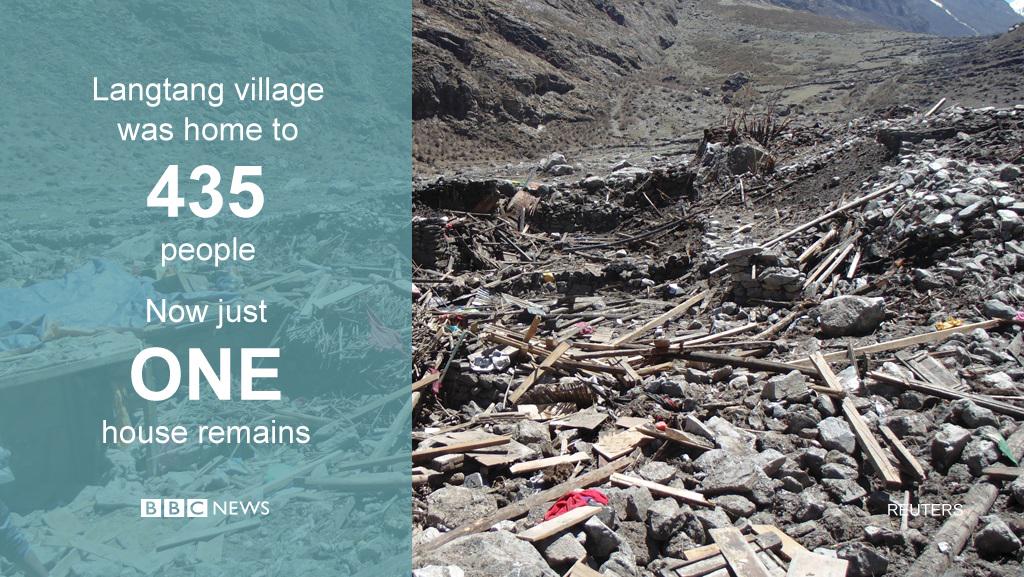 Langtang village
was home to
435
people
Now just
ONE
house remains
BBC NEWS
REUTERS